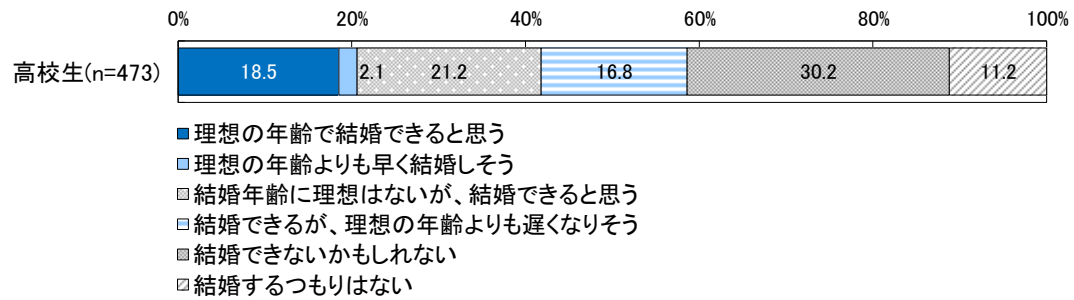 0% 20% 40% 60% 80% 100%
高校生(n=473) 18.5 2.1 21.2 16.8 30.2 11.2
理想の年齢で結婚できると思う
理想の年齢よりも早く結婚しそう
結婚年齢に理想はないが、結婚できると思う
結婚できるが、理想の年齢よりも遅くなりそう
結婚できないかもしれない
結婚するつもりはない